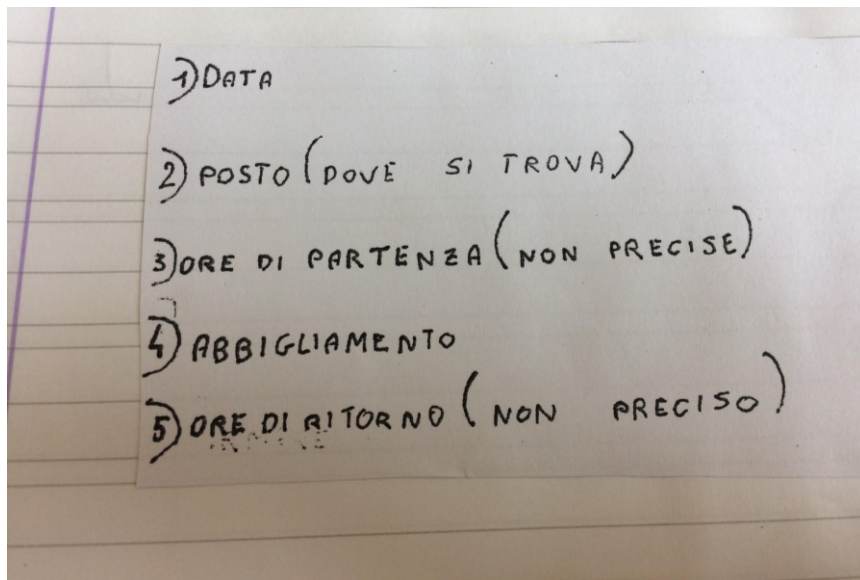 1) DATA
2) POSTO (DOVE SI TROVA)
3) ORE DI PARTENZA (NON PRECISE)
4) ABBIGLIAMENTO
5) ORE DI RITORNO (NON PRECISO)